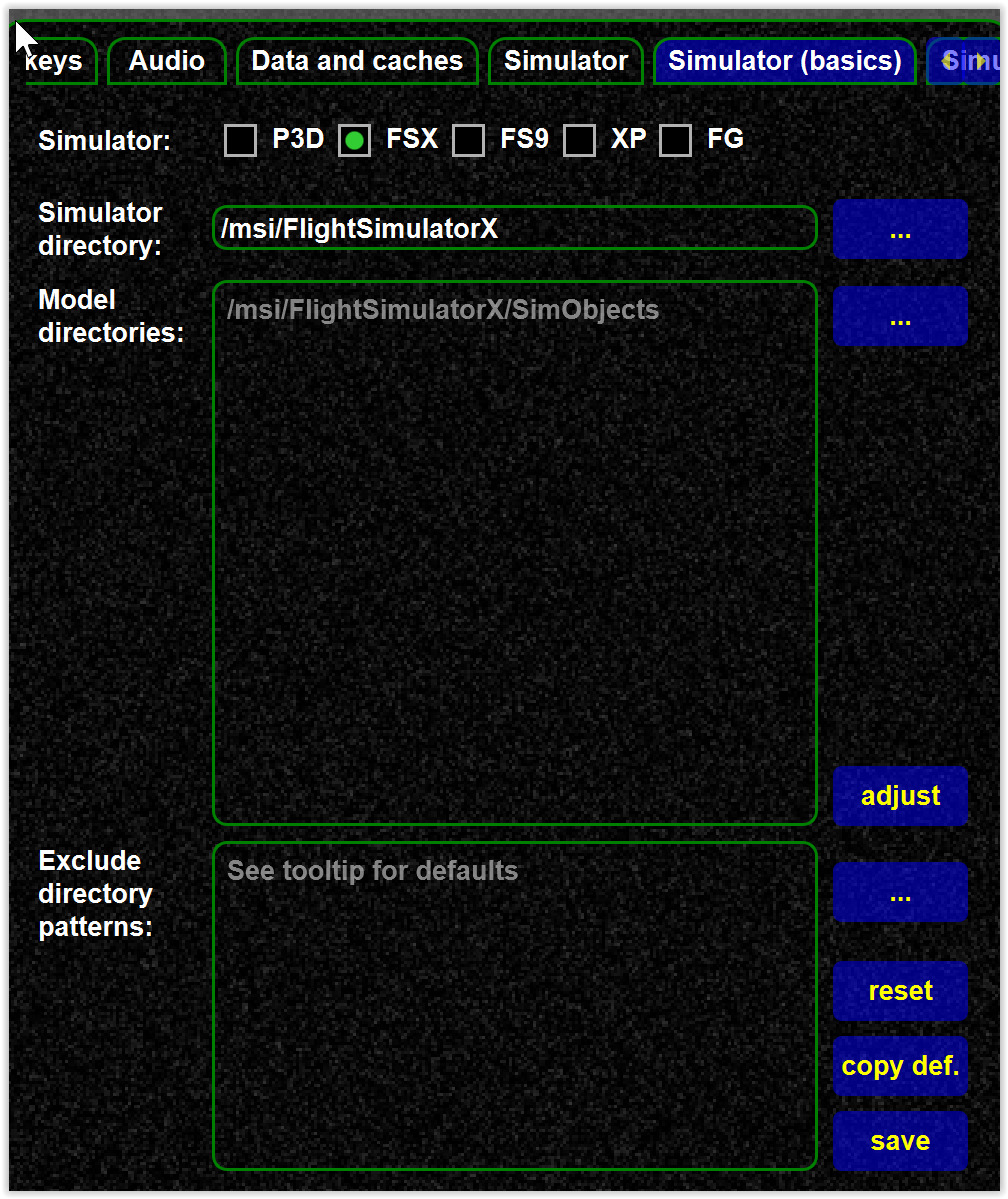 keys Audio Data and caches Simulator Simulator (basics) Simu
Simulator: P3D FSX FS9 XP FG
Simulator
directory:
/msi/FlightSimulatorX
...
Model
directories:
/msi/FlightSimulatorX/SimObjects
...
adjust
Exclude
directory
patterns:
See tooltip for defaults
...
reset
copy def.
save